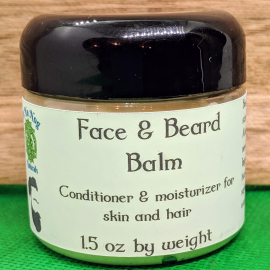 Face & Beard
Balm
Conditioner & moisturizer for
skin and hair
1.5 oz by weight